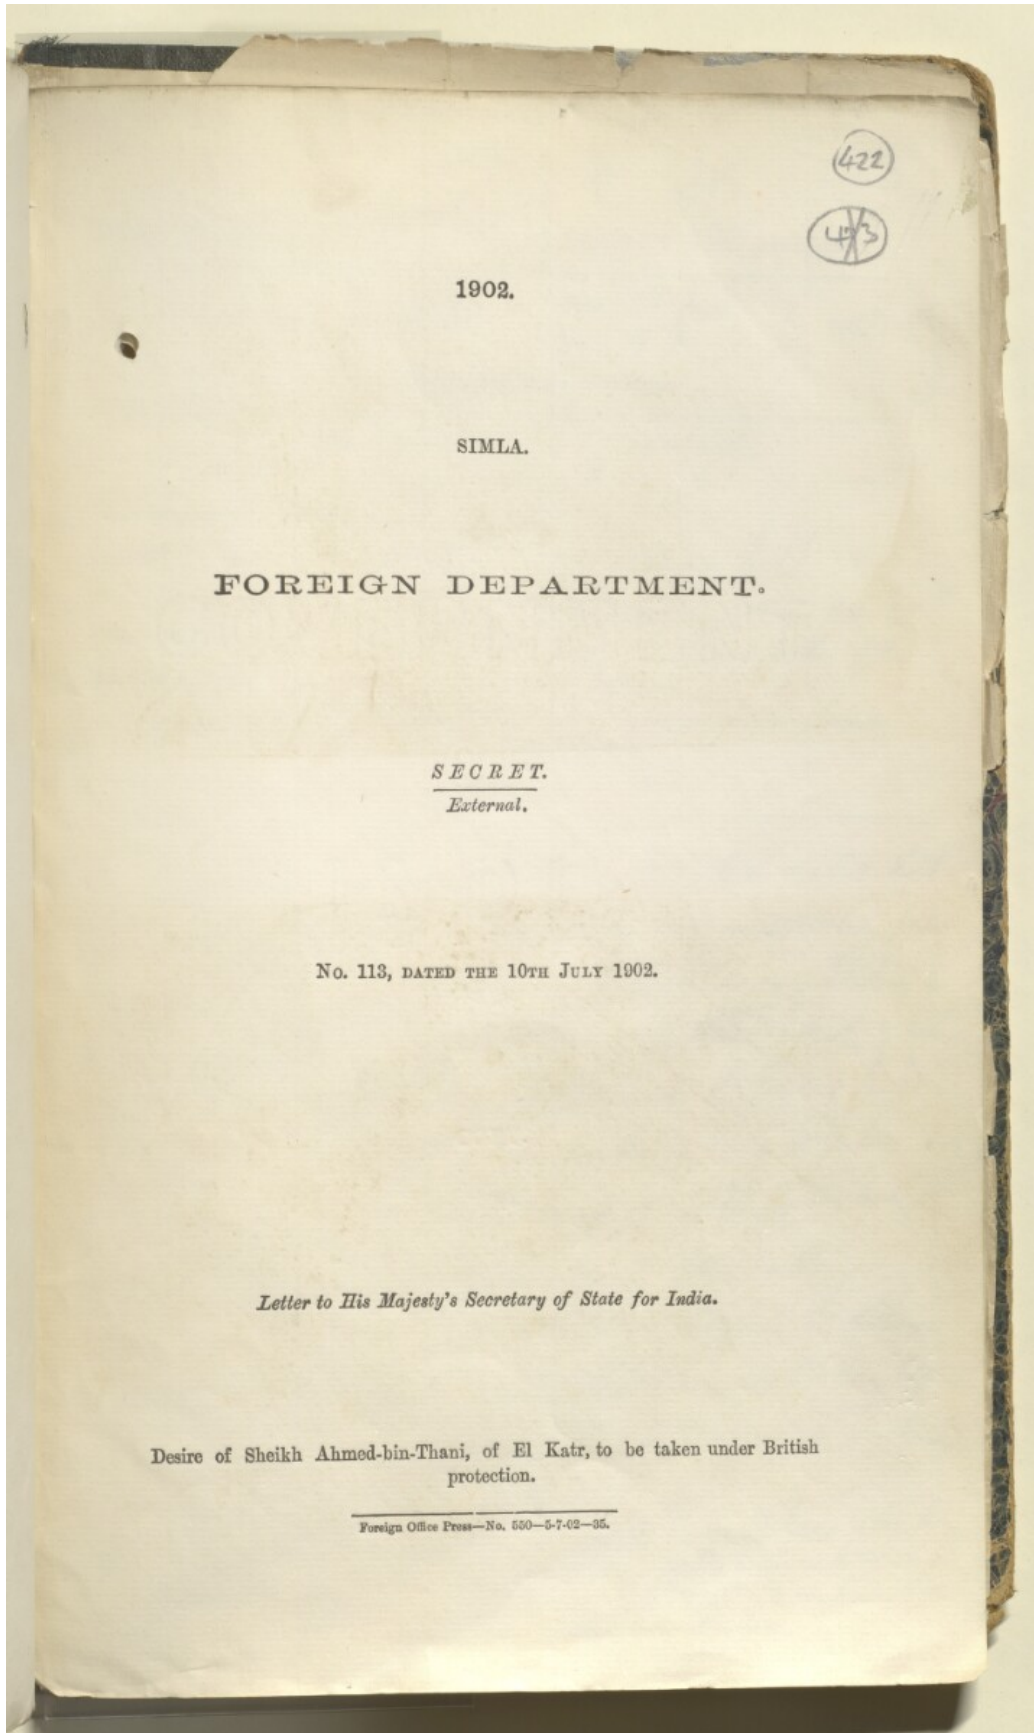 422
1902.
SIMLA.
FOREIGN DEPARTMENT.
SECRET.
External.
No. 113, DATED THE 10TH JULY 1902.
Letter to His Majesty's Secretary of State for India.
Desire of Sheikh Ahmed-bin-Thani, of El Katr, to be taken under British
protection.
Foreign Office Press—No. 550—5-7-02—35.